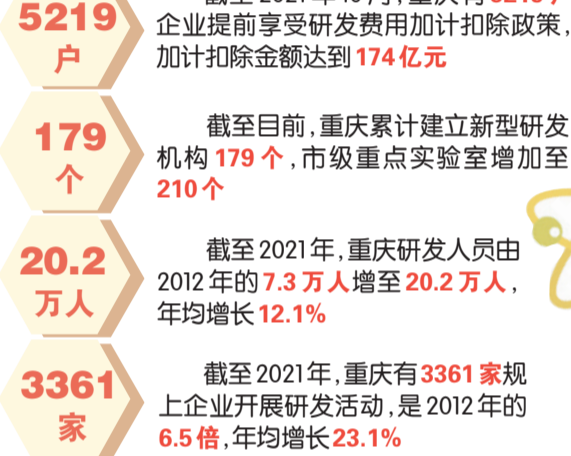 5219
户
企业提前享受研发费用加计扣除政策,
加计扣除金额达到174亿元
179
个
截至目前,重庆累计建立新型研发
机构179个,市级重点实验室增加至
210个
20.2
万人
截至2021年,重庆研发人员由
2012年的7.3万人增至20.2万人,
年均增长12.1%
3361
家
截至2021年,重庆有3361家规
上企业开展研发活动,是2012年的
6.5倍,年均增长23.1%